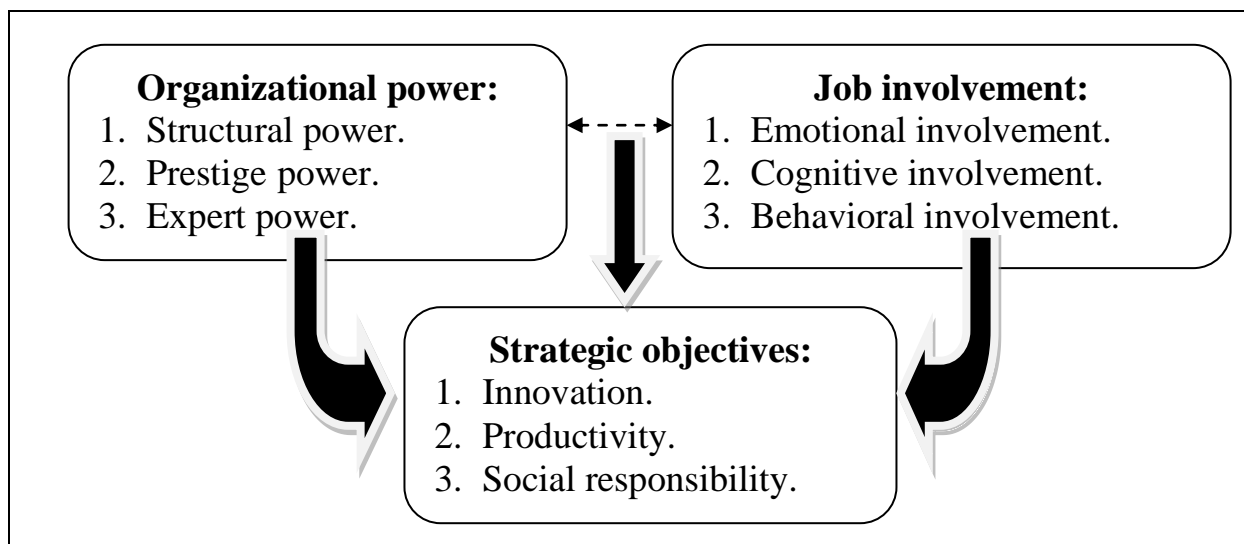 Organizational power:
1. Structural power.
2. Prestige power.
3. Expert power.
Job involvement:
1. Emotional involvement.
2. Cognitive involvement.
3. Behavioral involvement.
Strategic objectives:
1. Innovation.
2. Productivity.
3. Social responsibility.